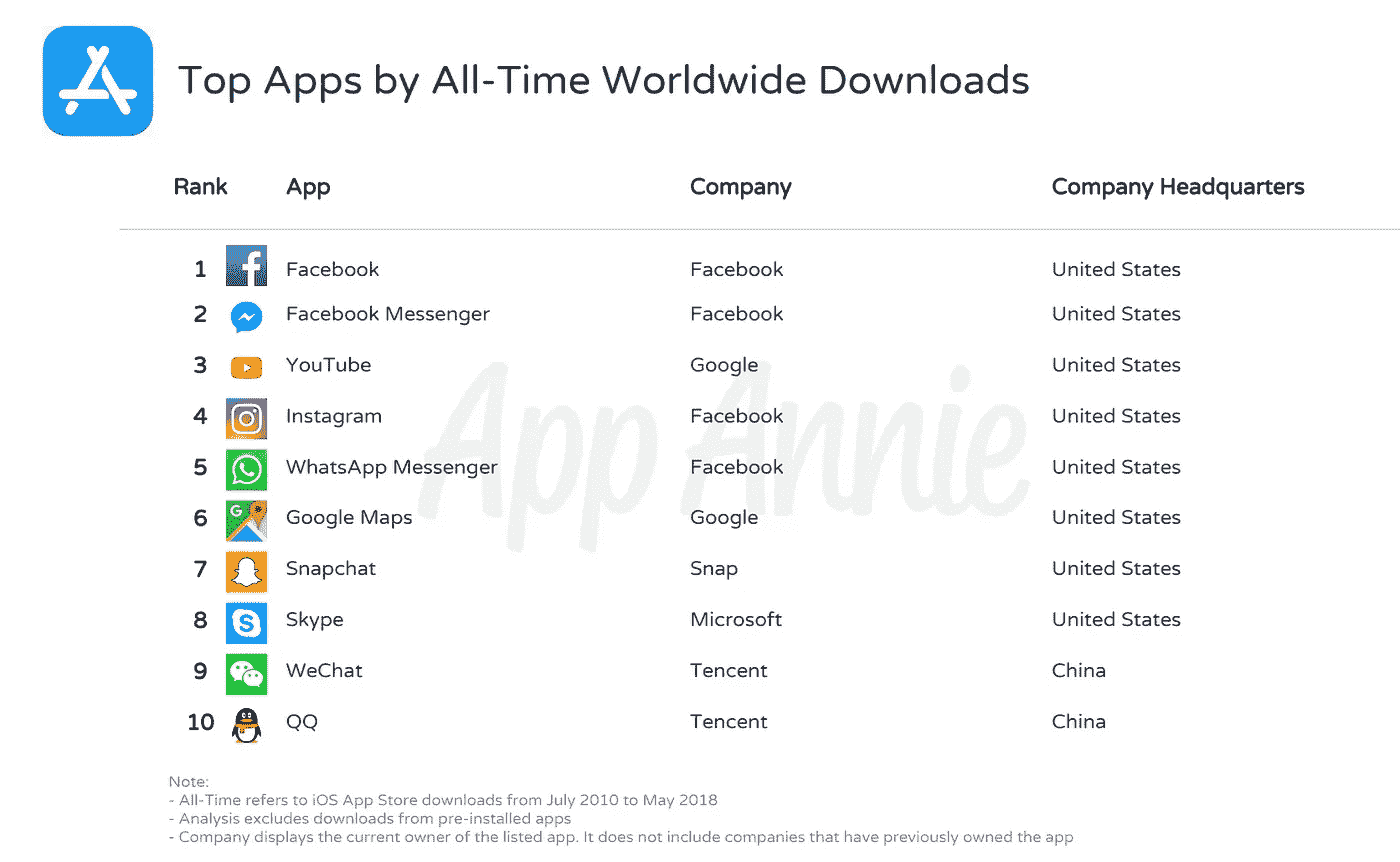 Top Apps by All-Time Worldwide Downloads
Rank App Company Company Headquarters
1 Facebook Facebook United States
2 Facebook Messenger Facebook United States
3 YouTube Google United States
4 Instagram Facebook United States
5 WhatsApp Messenger Facebook United States
6 Google Maps Google United States
7 Snapchat Snap United States
8 Skype Microsoft United States
9 WeChat Tencent China
10 QQ Tencent China
App Annie
Note:
- All-Time refers to iOS App Store downloads from July 2010 to May 2018
- Analysis excludes downloads from pre-installed apps
- Company displays the current owner of the listed app. It does not include companies that have previously owned the app